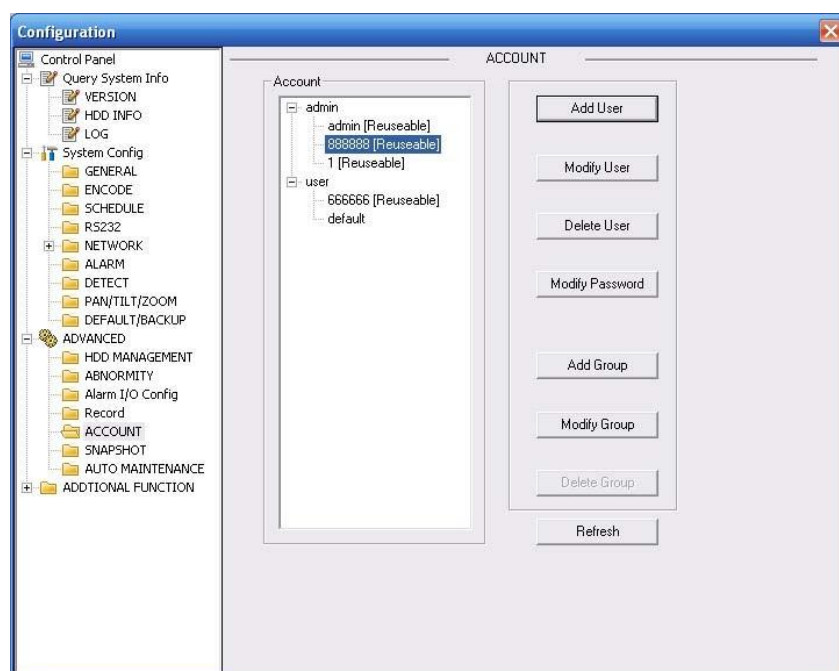 Configuration
Control Panel
Query System Info
VERSION
HDD INFO
LOG
System Config
GENERAL
ENCODE
SCHEDULE
RS232
NETWORK
ALARM
DETECT
PAN/TILT/ZOOM
DEFAULT/BACKUP
ADVANCED
HDD MANAGEMENT
ABNORMITY
Alarm I/O Config
Record
ACCOUNT
SNAPSHOT
AUTO MAINTENANCE
ADDTIONAL FUNCTION
ACCOUNT
Account
admin
admin [Reuseable]
888888 [Reuseable]
1 [Reuseable]
user
666666 [Reuseable]
default
Add User
Modify User
Delete User
Modify Password
Add Group
Modify Group
Delete Group
Refresh